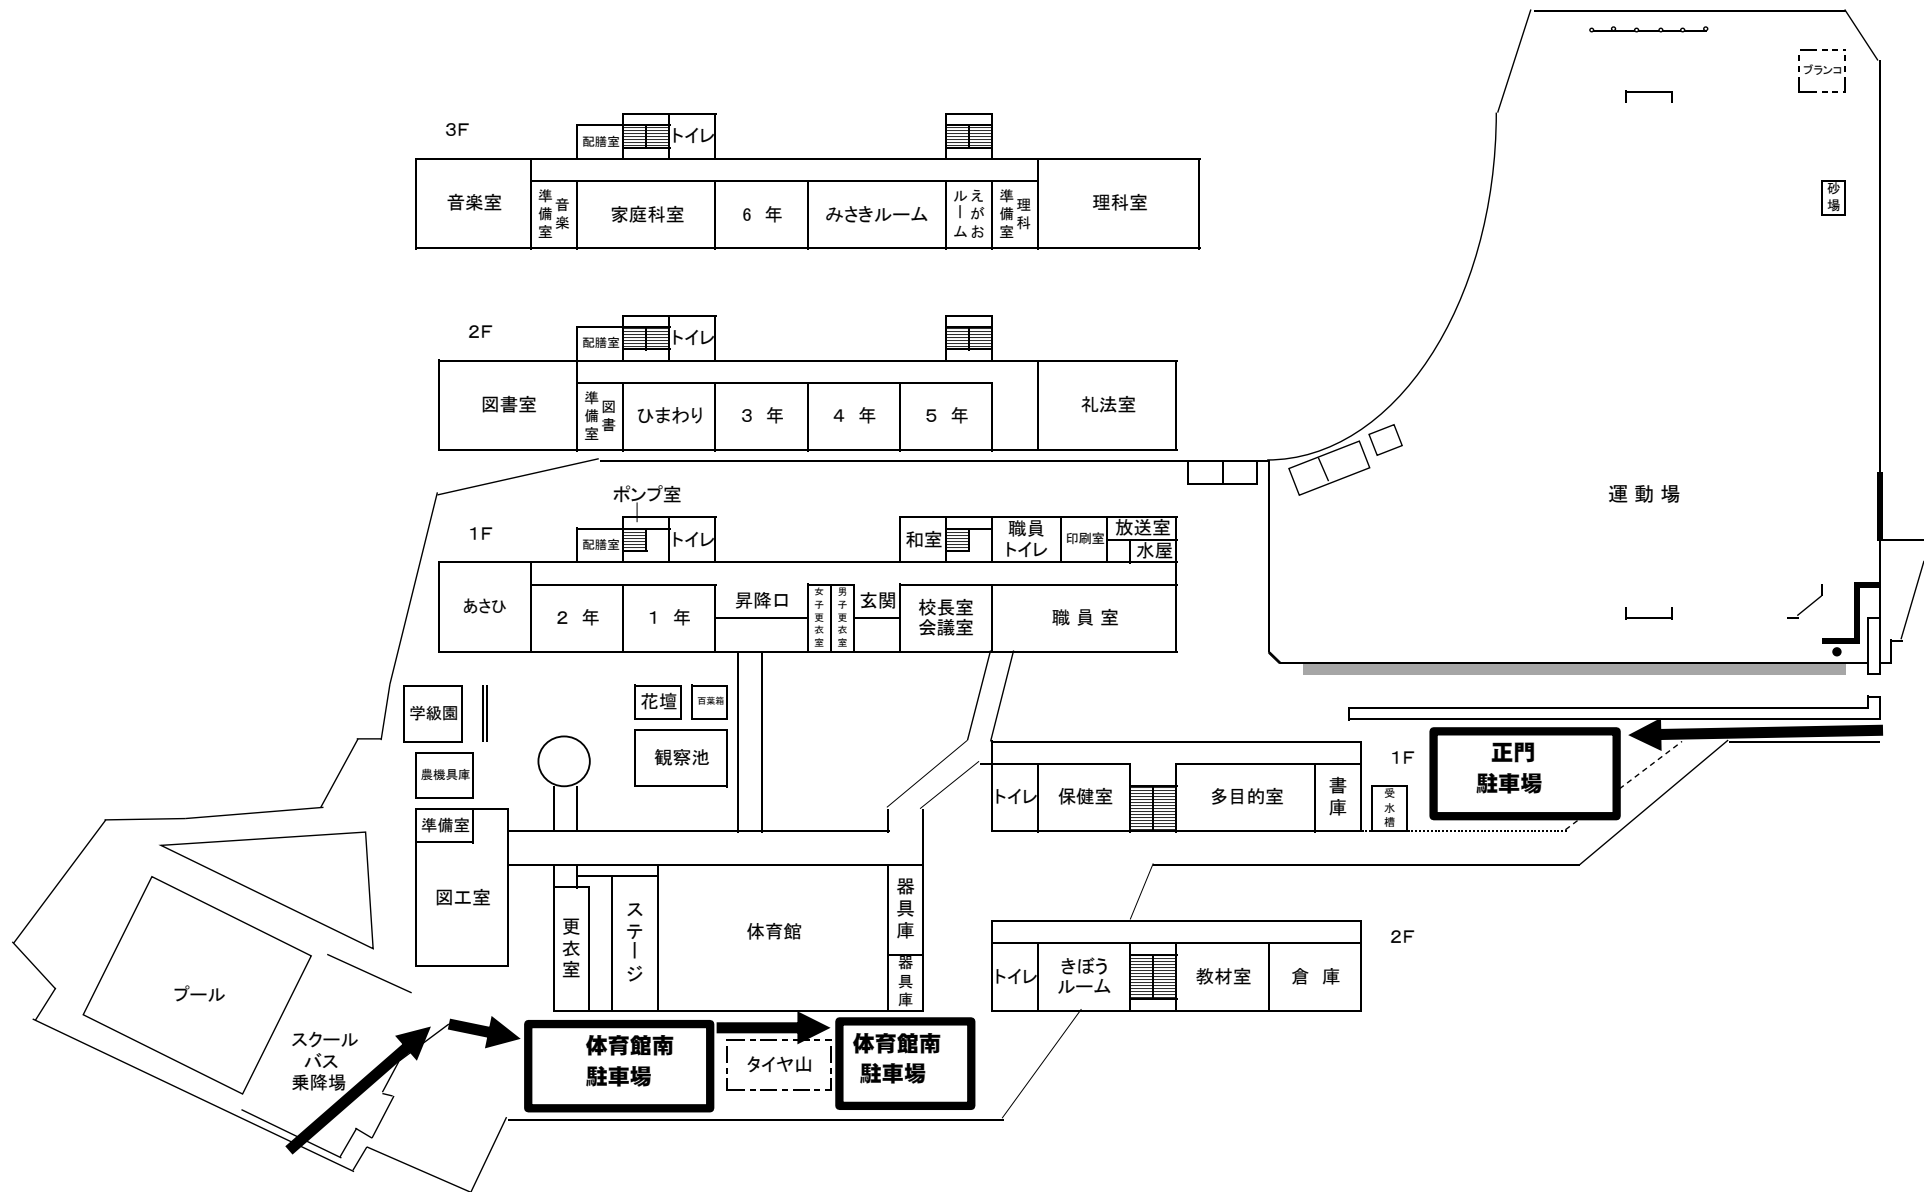 ブランコ
3F
配膳室
トイレ
音楽室
音楽
準備室
家庭科室
6 年
みさきルーム
えがお
ルーム
理科
準備室
理科室
砂場
2F
配膳室
トイレ
図書室
図書
準備室
ひまわり
3 年
4 年
5 年
礼法室
運動場
ポンプ室
1F
配膳室
トイレ
和室
職員
トイレ
印刷室
放送室
水屋
あさひ
2 年
1 年
昇降口
女子更衣室
男子更衣室
玄関
校長室
会議室
職員室
学級園
花壇
百葉箱
観察池
農機具庫
準備室
図工室
1F
トイレ
保健室
多目的室
書庫
受水槽
正門
駐車場
更衣室
ステージ
体育館
器具庫
器具庫
2F
トイレ
きぼう
ルーム
教材室
倉庫
プール
スクール
バス
乗降場
体育館南
駐車場
タイヤ山
体育館南
駐車場